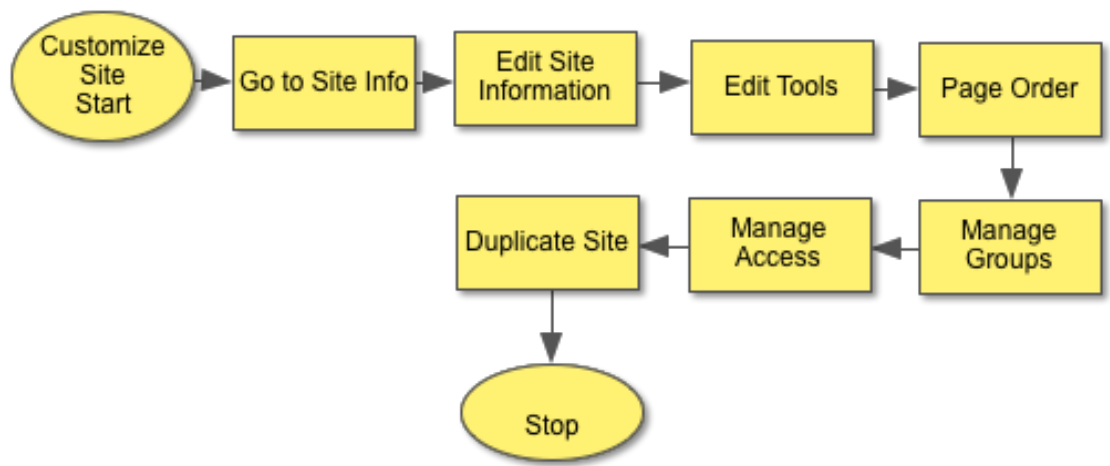 Customize
Site
Start
Go to Site Info
Edit Site
Information
Edit Tools
Page Order
Manage
Groups
Manage
Access
Duplicate Site
Stop